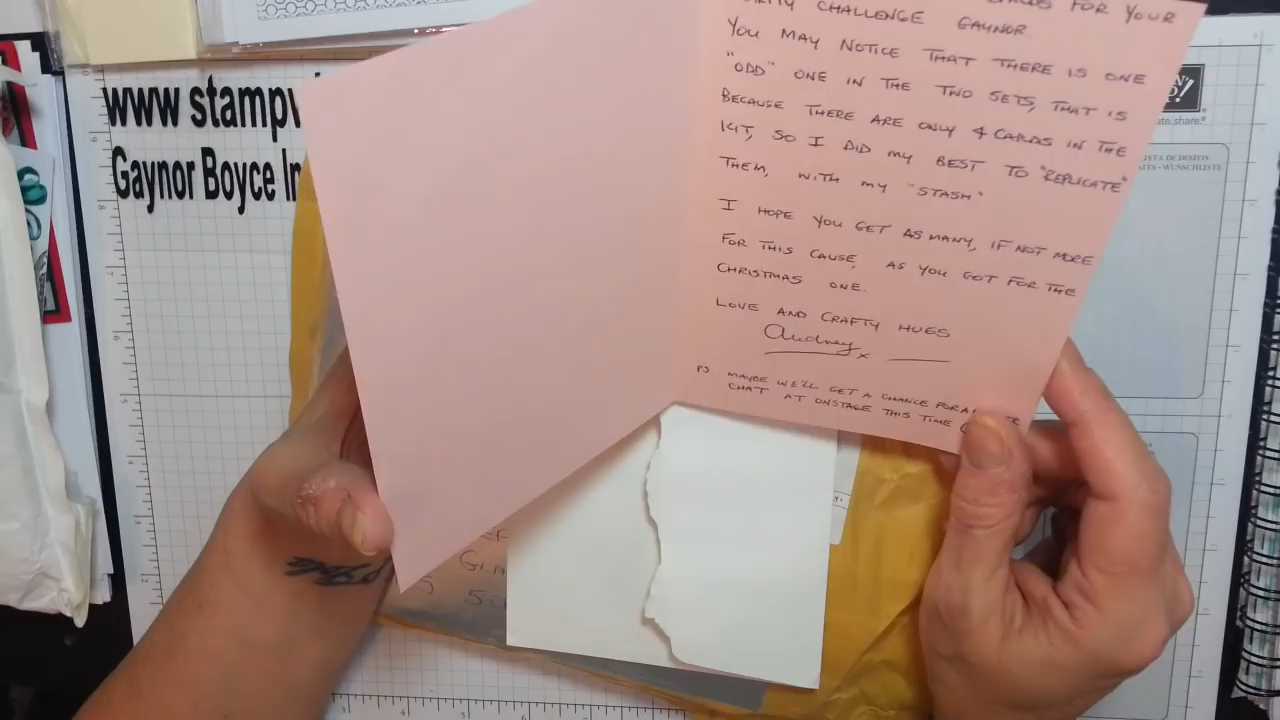 FOR YOUR
CHALLENGE GAYNOR
YOU MAY NOTICE THAT THERE IS ONE
"ODD" ONE IN THE TWO SETS, THAT IS
BECAUSE THERE ARE ONLY 4 CARDS IN THE
KIT, SO I DID MY BEST TO "REPLICATE"
THEM, WITH MY "STASH"
I HOPE YOU GET AS MANY, IF NOT MORE
FOR THIS CAUSE, AS YOU GOT FOR THE
CHRISTMAS ONE.
LOVE AND CRAFTY HUGS
Audrey x
PS MAYBE WE'LL GET A CHANCE FOR A
CHAT AT ONSTAGE THIS TIME
www stampw
Gaynor Boyce In